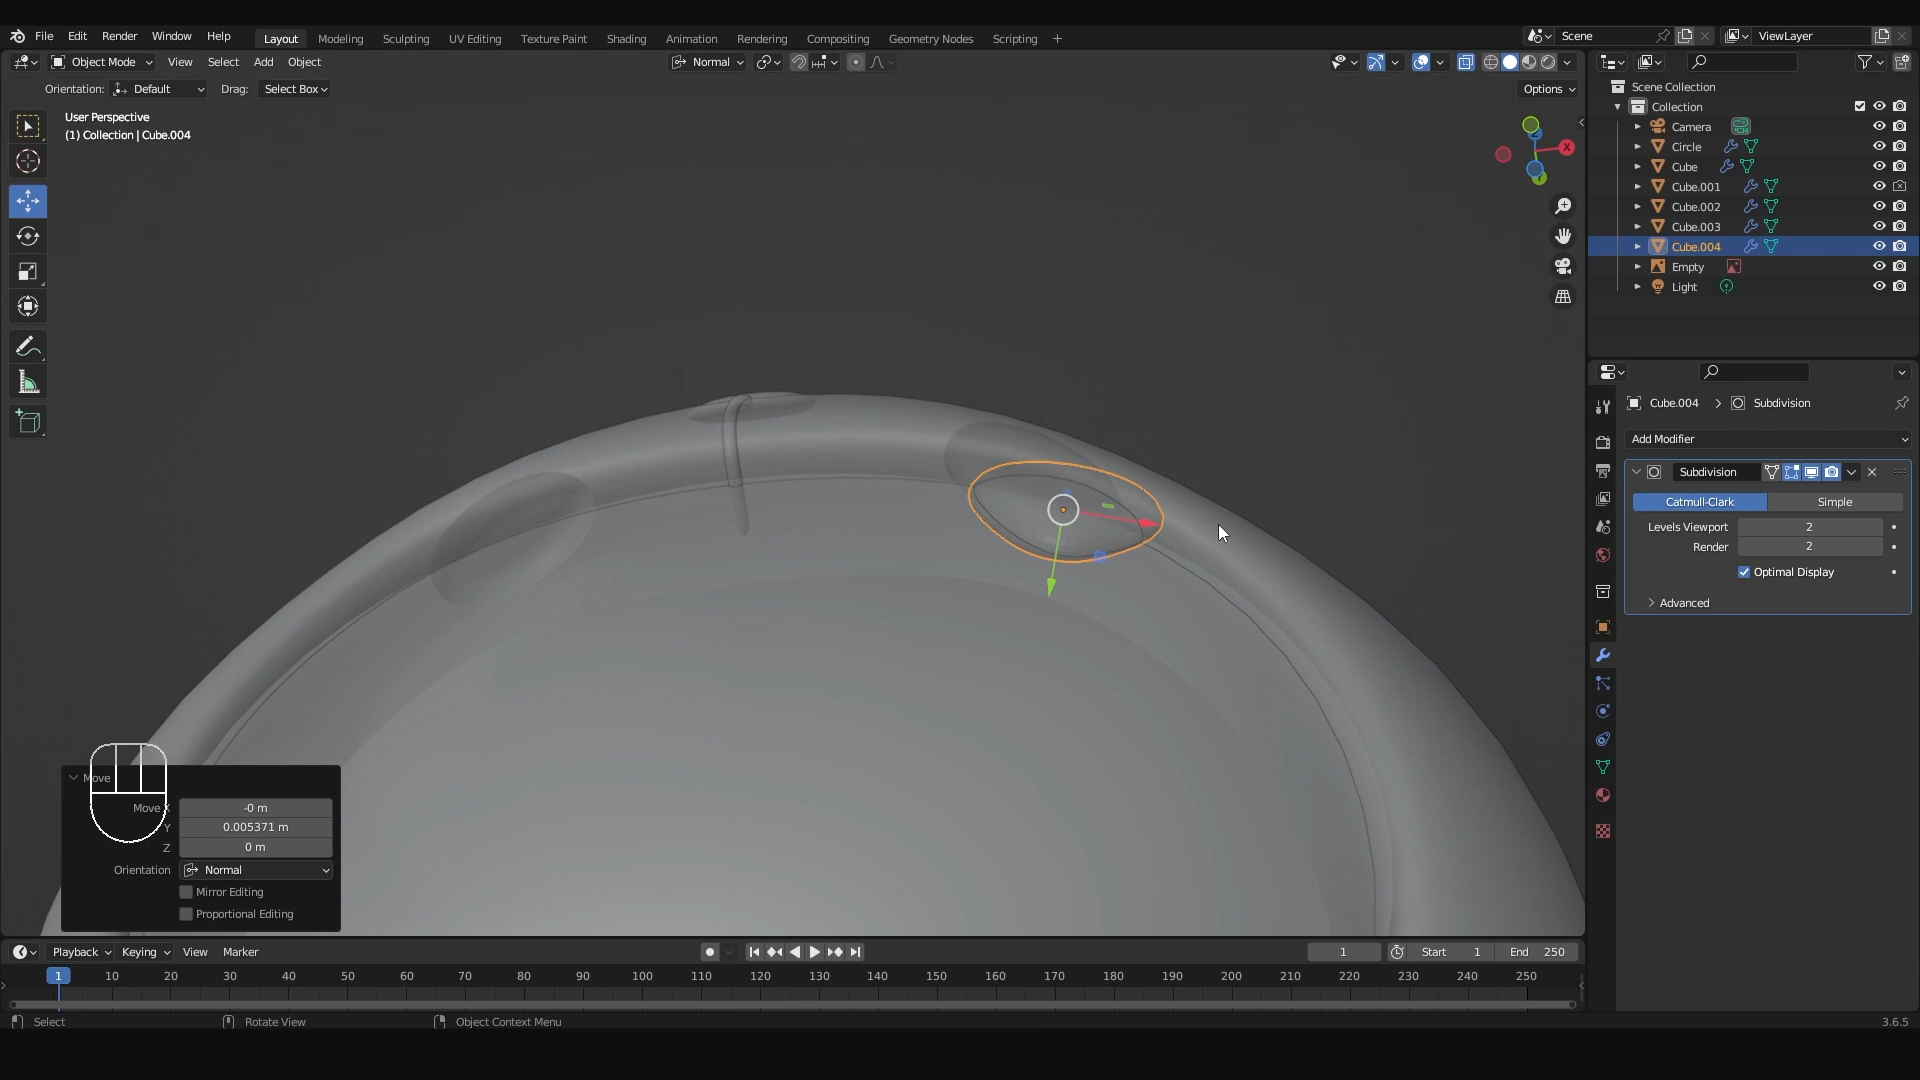 File Edit Render Window Help Layout Modeling Sculpting UV Editing Texture Paint Shading Animation Rendering Compositing Geometry Nodes Scripting + Scene ViewLayer
Object Mode View Select Add Object Normal
Orientation: Default Drag: Select Box Options
User Perspective
(1) Collection | Cube.004
X
Scene Collection
Collection
Camera
Circle
Cube
Cube.001
Cube.002
Cube.003
Cube.004
Empty
Light
Cube.004 > Subdivision
Add Modifier
Subdivision
Catmull-Clark Simple
Levels Viewport 2
Render 2
Optimal Display
Advanced
Move
Move X -0 m
Y 0.005371 m
Z 0 m
Orientation Normal
Mirror Editing
Proportional Editing
Playback Keying View Marker 1 Start 1 End 250
1 10 20 30 40 50 60 70 80 90 100 110 120 130 140 150 160 170 180 190 200 210 220 230 240 250
Select Rotate View Object Context Menu 3.6.5